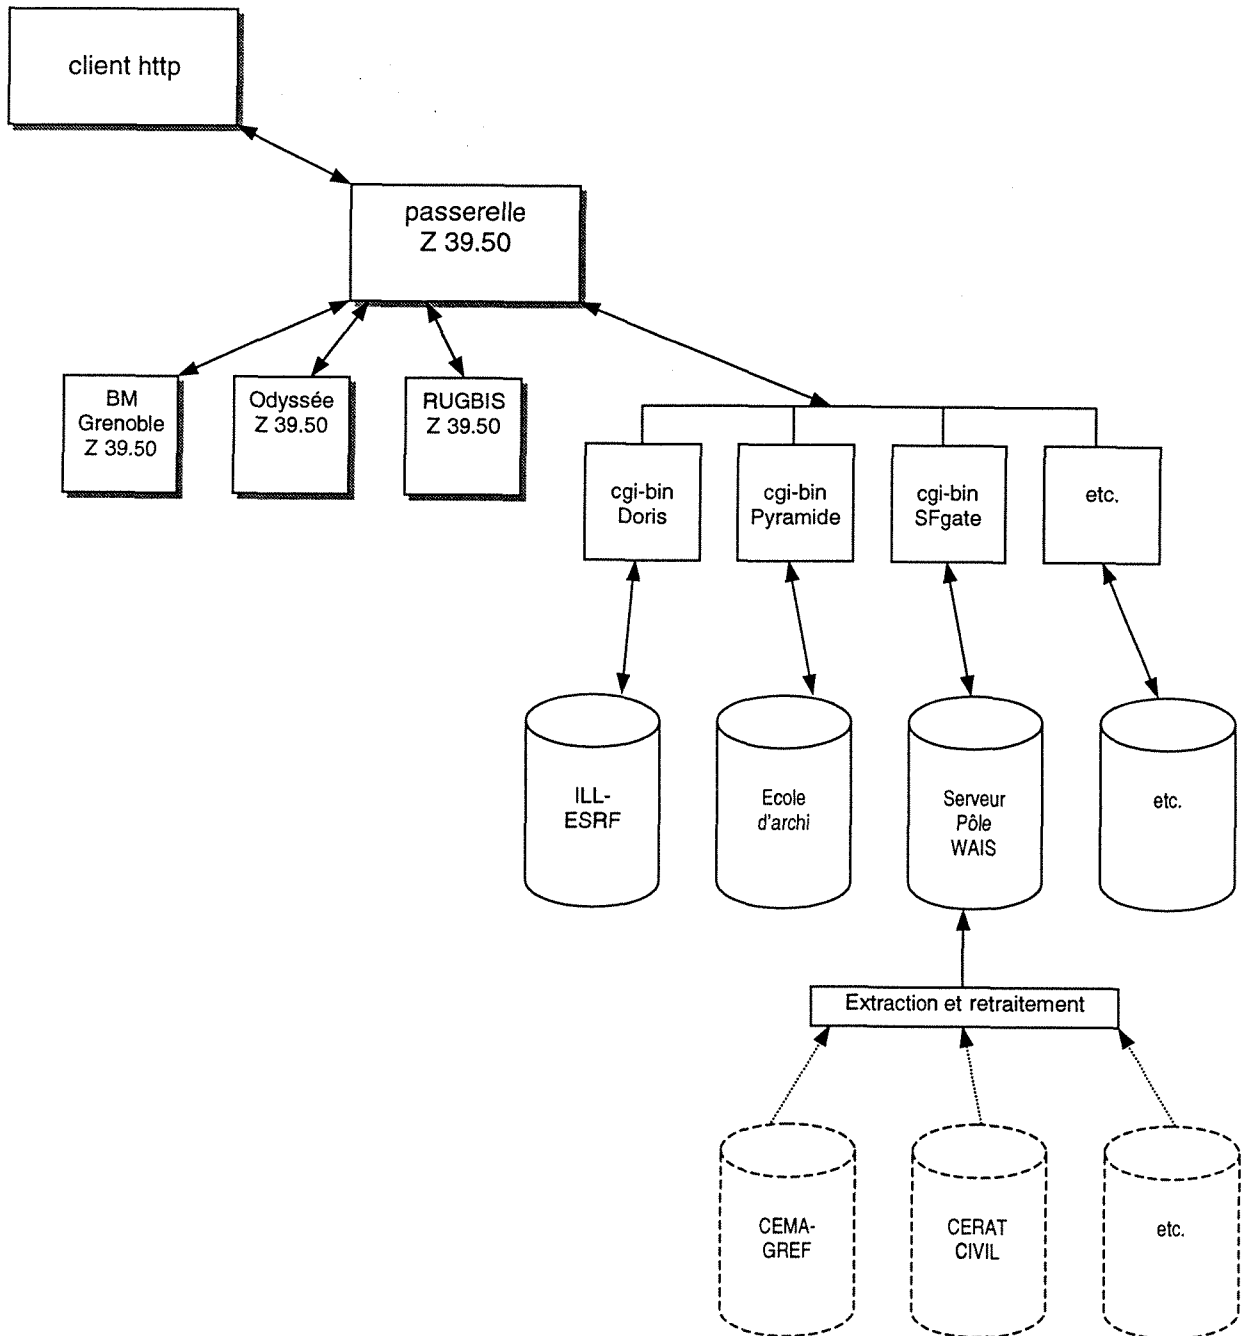 client http
passerelle
Z 39.50
BM
Grenoble
Z 39.50
Odyssée
Z 39.50
RUGBIS
Z 39.50
cgi-bin
Doris
cgi-bin
Pyramide
cgi-bin
SFgate
etc.
ILL-
ESRF
Ecole
d'archi
Serveur
Pôle
WAIS
etc.
Extraction et retraitement
CEMA-
GREF
CERAT
CIVIL
etc.